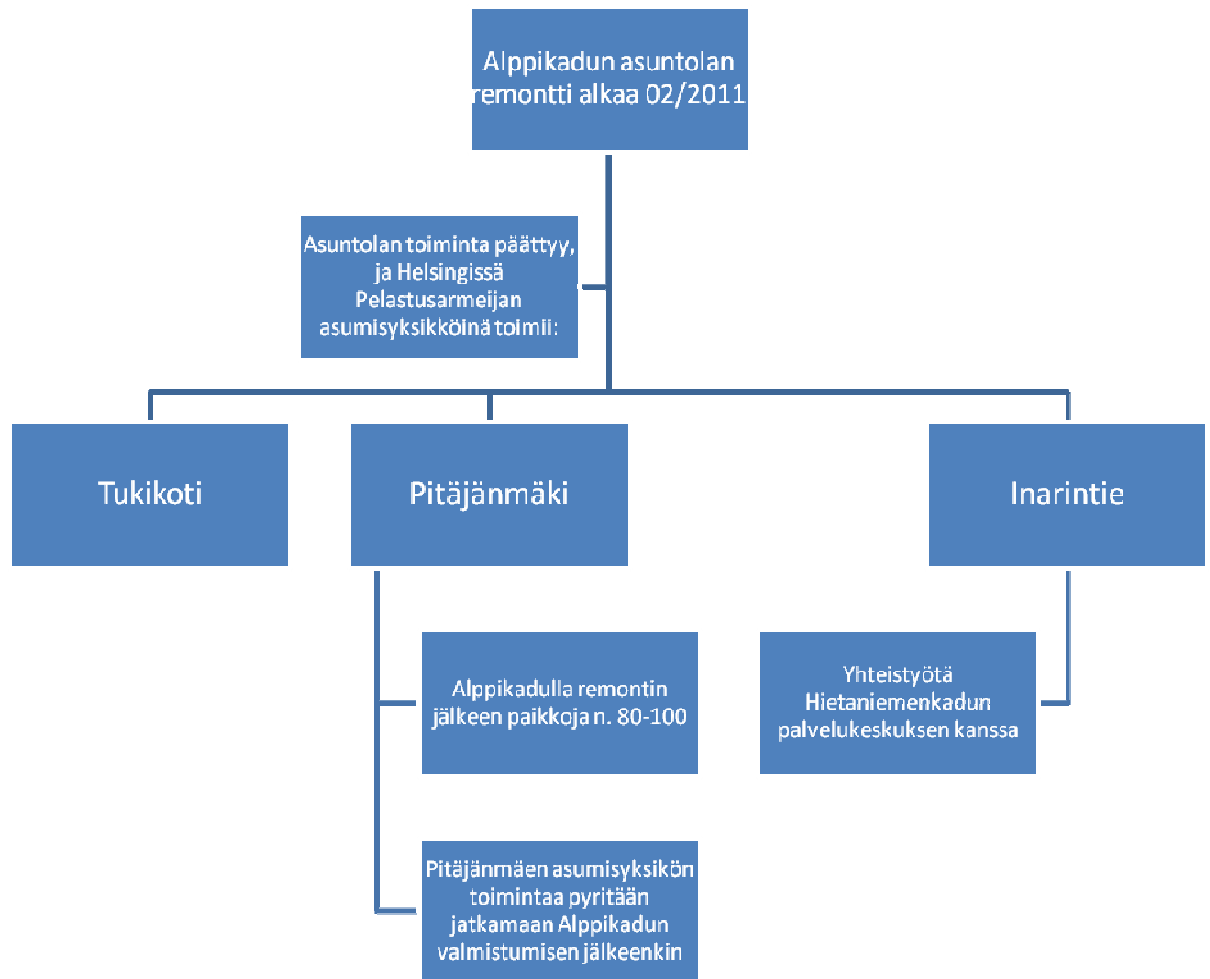 Alppikadun asuntolan
remontti alkaa 02/2011
Asuntolan toiminta päättyy,
ja Helsingissä
Pelastusarmeijan
asumisyksikköinä toimii:
Tukikoti
Pitäjänmäki
Inarintie
Alppikadulla remontin
jälkeen paikkoja n. 80-100
Yhteistyötä
Hietaniemenkadun
palvelukeskuksen kanssa
Pitäjänmäen asumisyksikön
toimintaa pyritään
jatkamaan Alppikadun
valmistumisen jälkeenkin